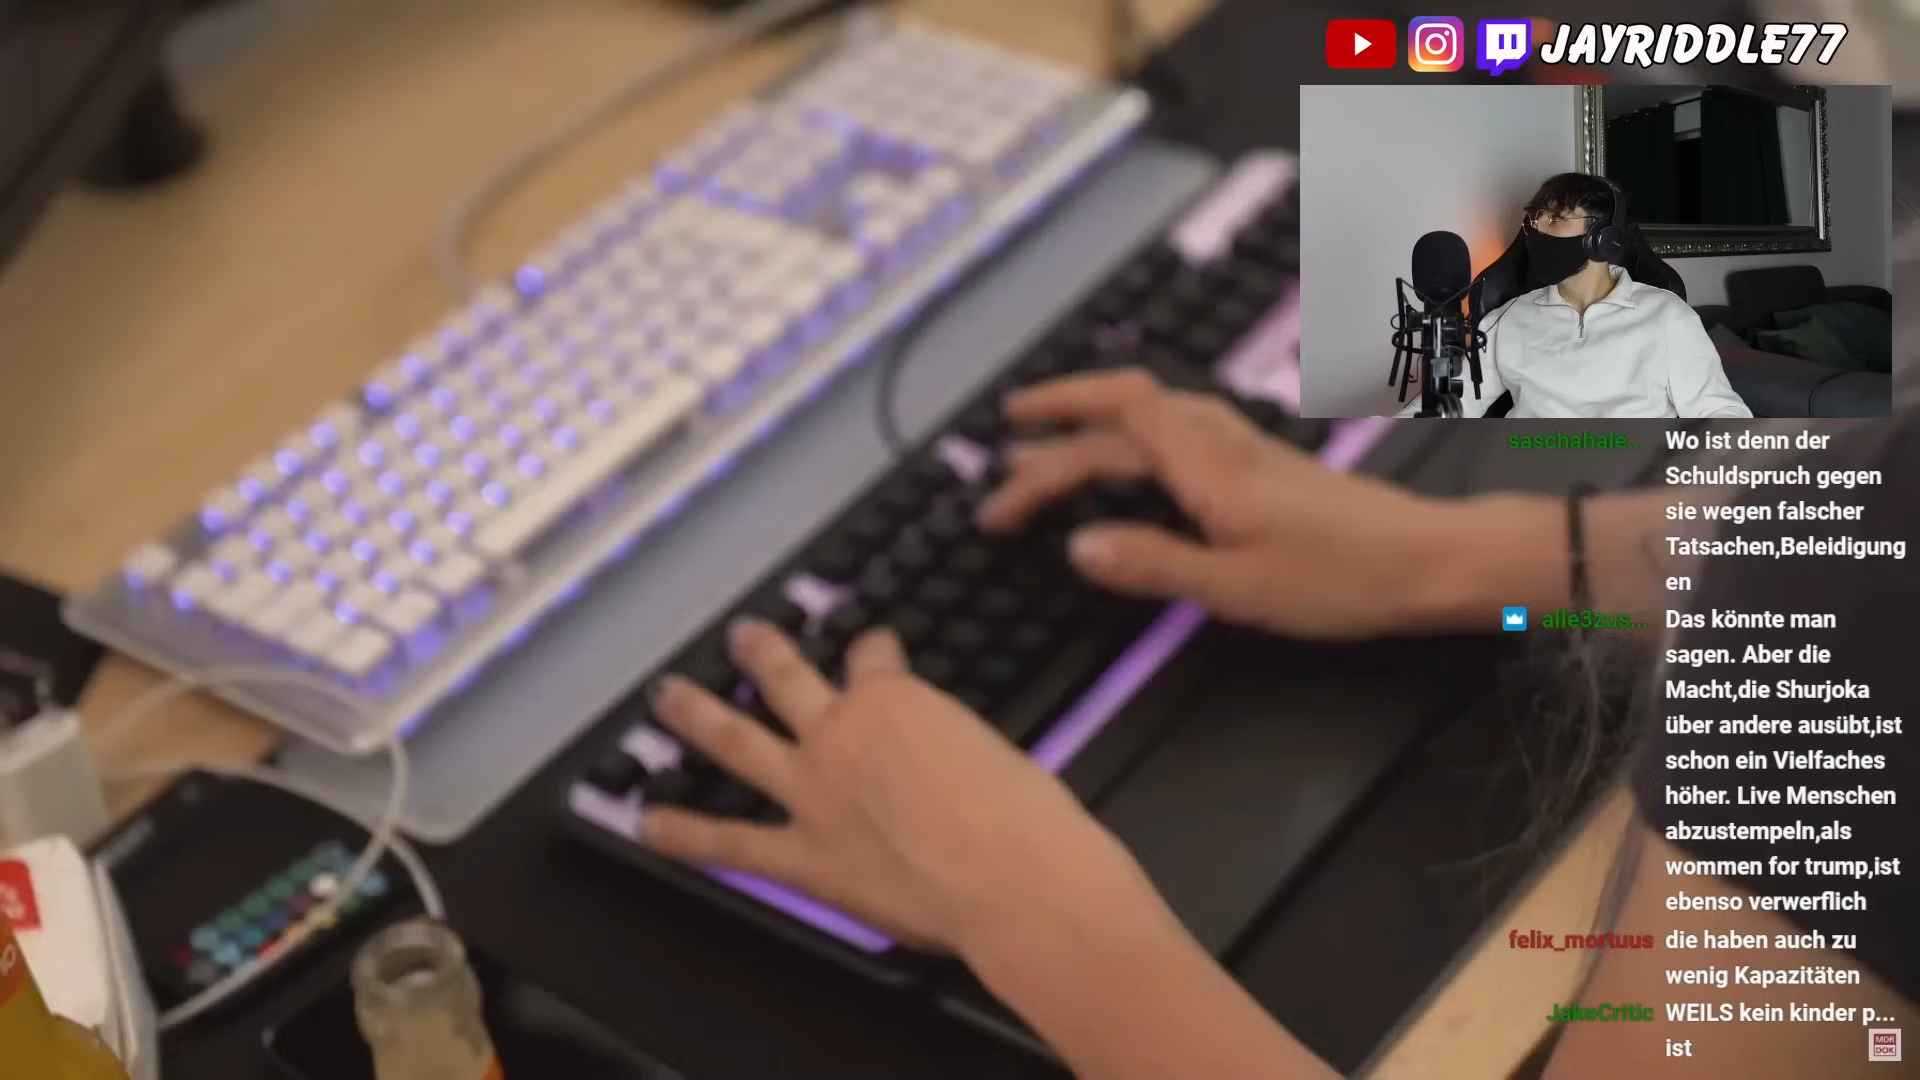 JAYRIDDLE77
saschahale... Wo ist denn der
Schuldspruch gegen
sie wegen falscher
Tatsachen,Beleidigung
en
alle3zus... Das könnte man
sagen. Aber die
Macht,die Shurjoka
über andere ausübt,ist
schon ein Vielfaches
höher. Live Menschen
abzustempeln,als
wommen for trump,ist
ebenso verwerflich
felix_mortuus die haben auch zu
wenig Kapazitäten
JakeCritic WEILS kein kinder p...
ist
MDR
DOK